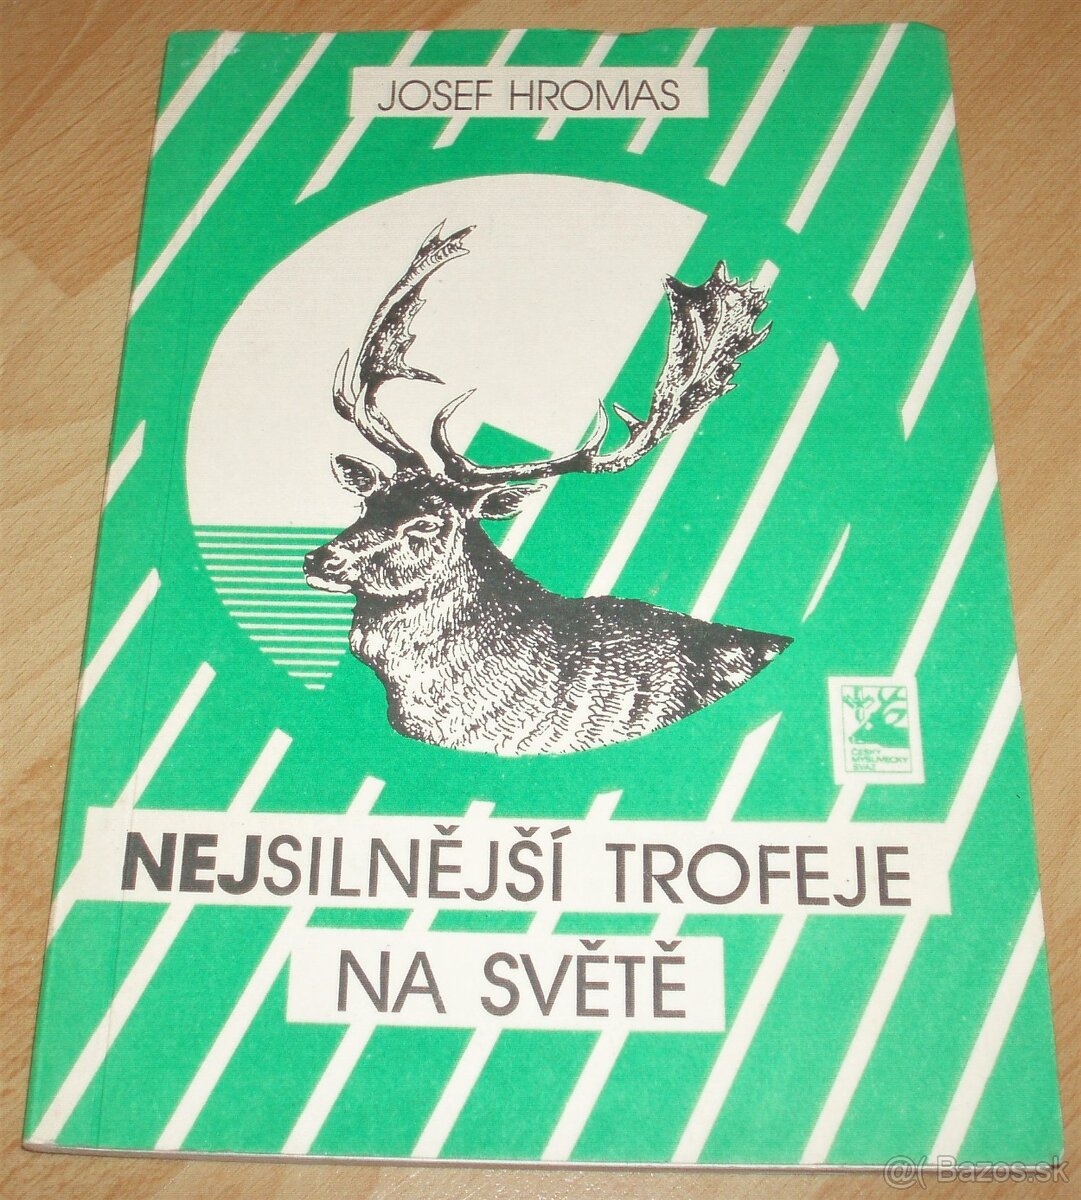 JOSEF HROMAS
ČESKÝ
MYSLIVECKÝ
SVAZ
NEJSILNĚJŠÍ TROFEJE
NA SVĚTĚ
@( Bazos.sk